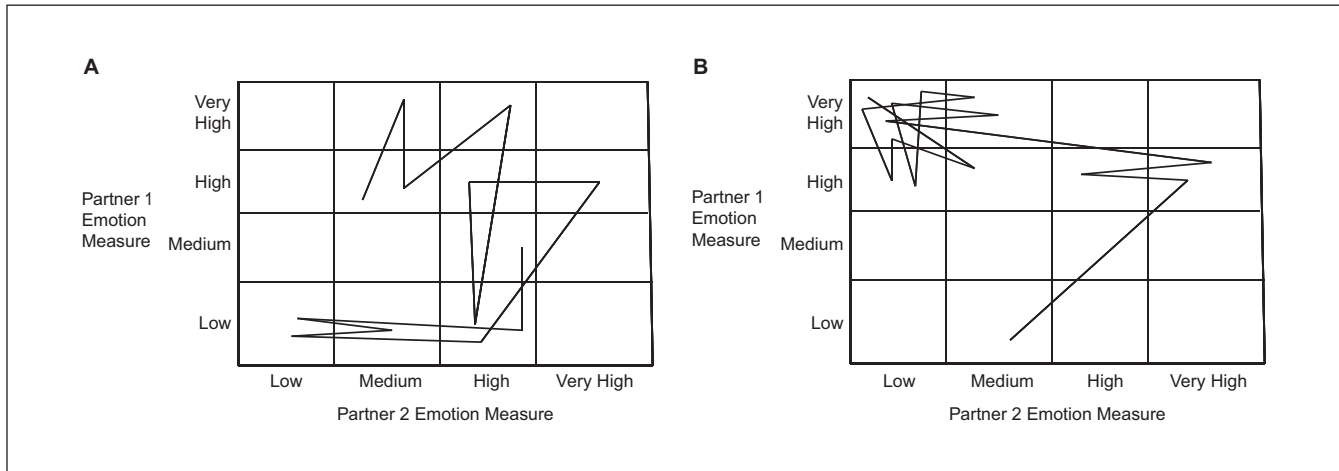 A
Very
High
High
Partner 1
Emotion
Measure
Medium
Low
Low Medium High Very High
Partner 2 Emotion Measure
B
Very
High
High
Partner 1
Emotion
Measure
Medium
Low
Low Medium High Very High
Partner 2 Emotion Measure